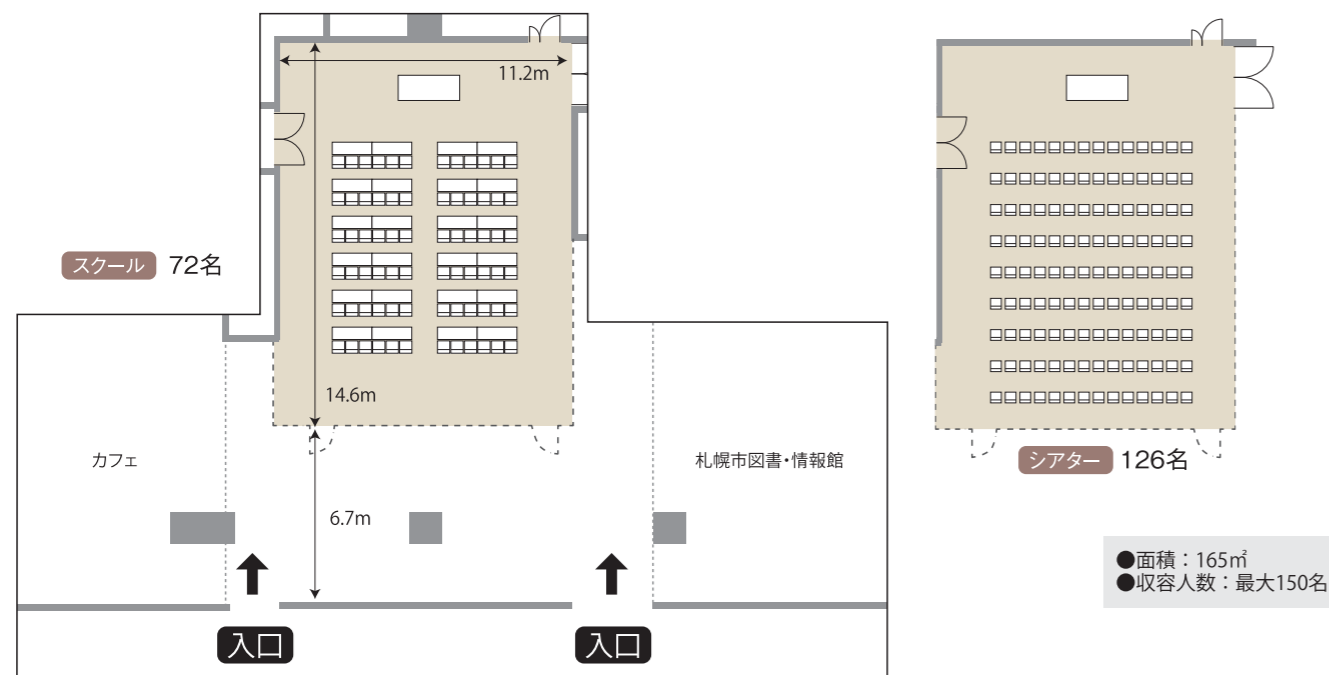 11.2m
スクール 72名
14.6m
カフェ
札幌市図書・情報館
6.7m
入口
入口
シアター 126名
●面積：165㎡
●収容人数：最大150名